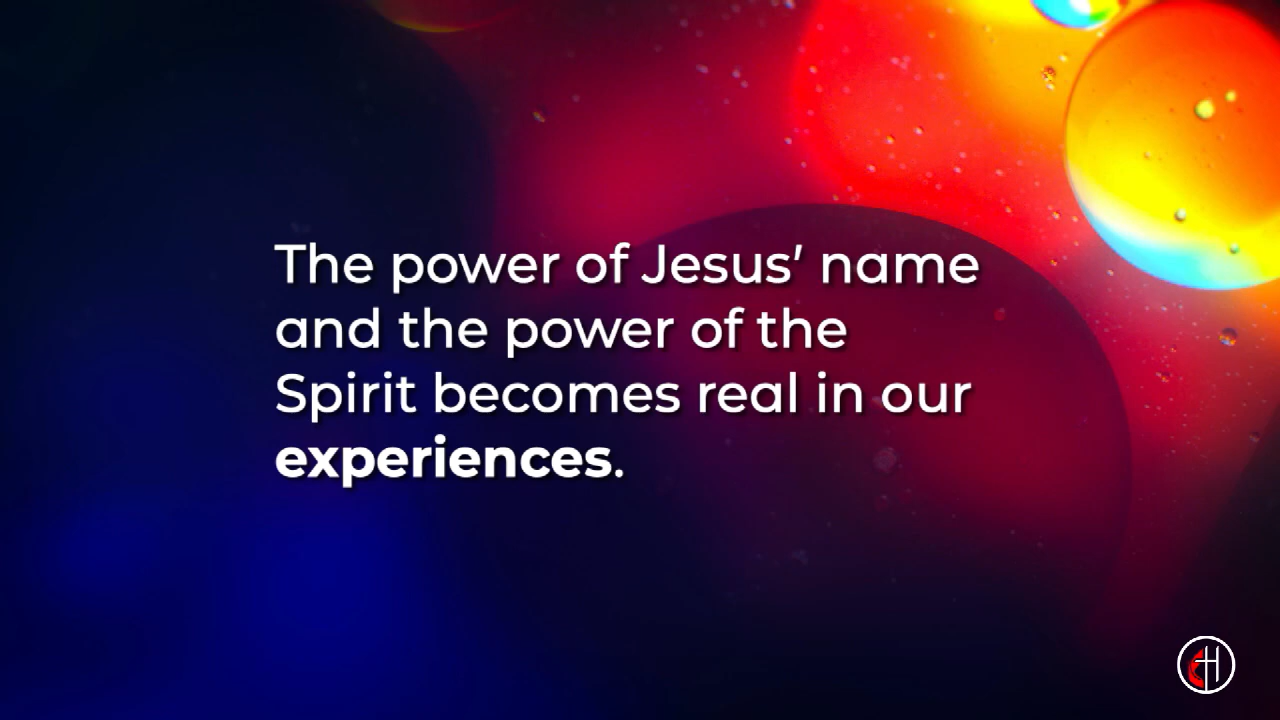 The power of Jesus’ name
and the power of the
Spirit becomes real in our
experiences.